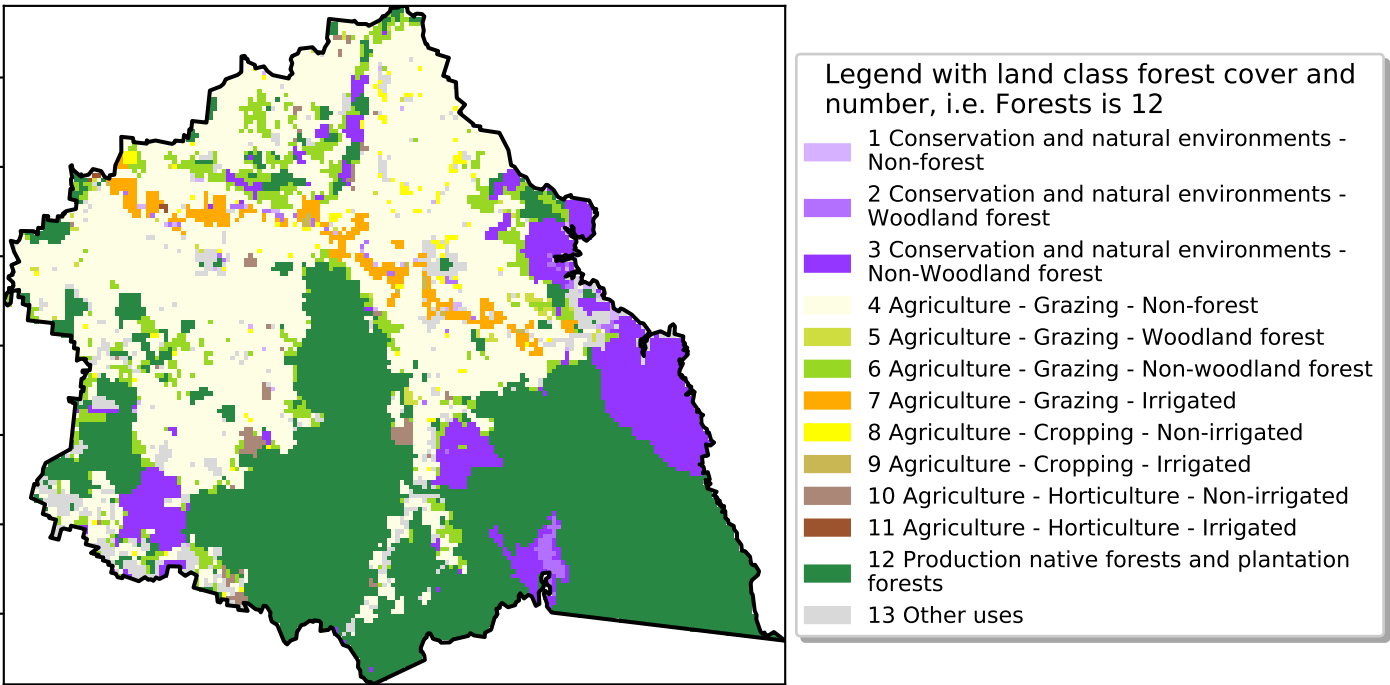 Legend with land class forest cover and
number, i.e. Forests is 12
1 Conservation and natural environments -
Non-forest
2 Conservation and natural environments -
Woodland forest
3 Conservation and natural environments -
Non-Woodland forest
4 Agriculture - Grazing - Non-forest
5 Agriculture - Grazing - Woodland forest
6 Agriculture - Grazing - Non-woodland forest
7 Agriculture - Grazing - Irrigated
8 Agriculture - Cropping - Non-irrigated
9 Agriculture - Cropping - Irrigated
10 Agriculture - Horticulture - Non-irrigated
11 Agriculture - Horticulture - Irrigated
12 Production native forests and plantation
forests
13 Other uses